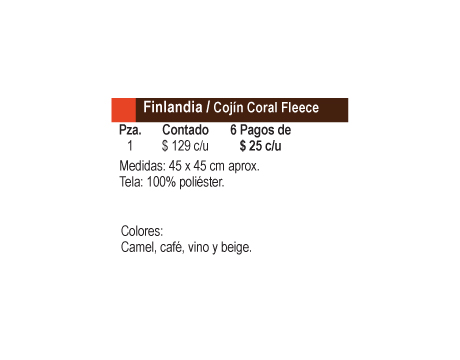 Finlandia / Cojín Coral Fleece
Pza. Contado 6 Pagos de
1 $ 129 c/u $ 25 c/u
Medidas: 45 x 45 cm aprox.
Tela: 100% poliéster.
Colores:
Camel, café, vino y beige.